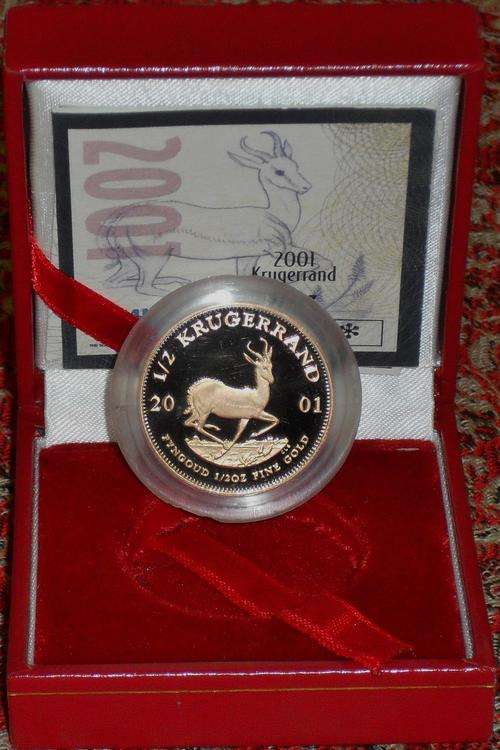 2001
2001
Krugerrand
1/2 KRUGERRAND
20 01
FYNGOUD 1/2OZ FINE GOLD